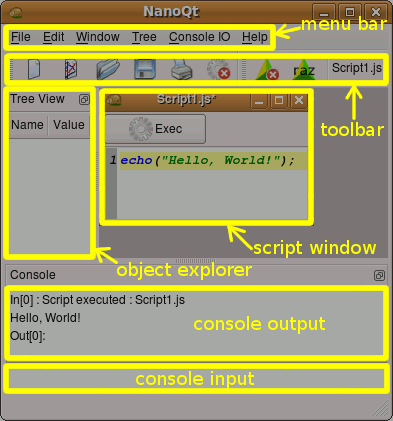 NanoQt
menu bar
File Edit Window Tree Console IO Help
raz Script1.js
toolbar
Tree View
Name Value
Script1.js*
Exec
1 echo("Hello, World!");
script window
object explorer
Console
In[0] : Script executed : Script1.js
Hello, World!
Out[0]:
console output
console input